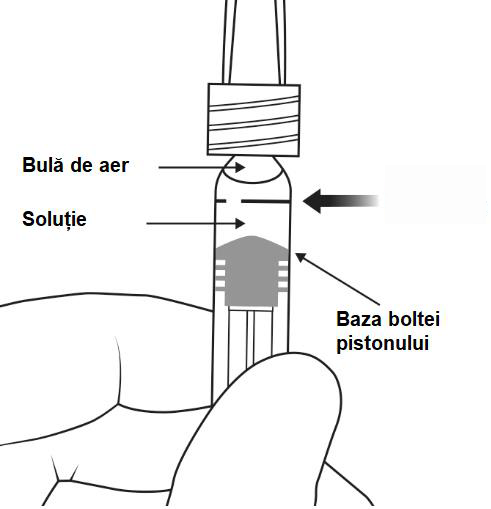 Bulă de aer
Soluție
Baza boltei
pistonului